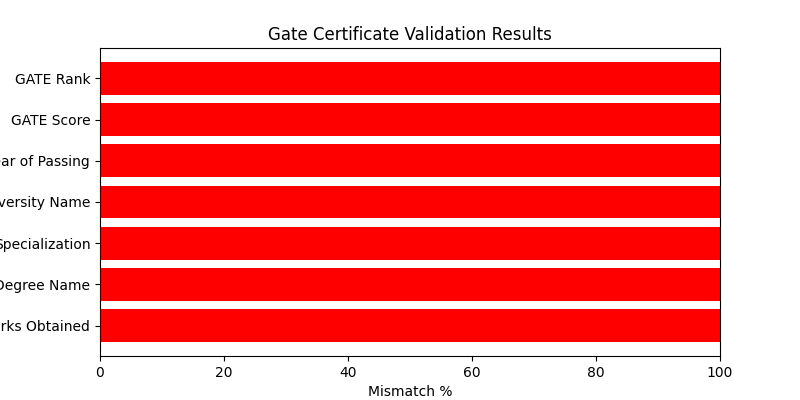 Gate Certificate Validation Results
GATE Rank
GATE Score
ar of Passing
versity Name
Specialization
Degree Name
rks Obtained
0 20 40 60 80 100
Mismatch %